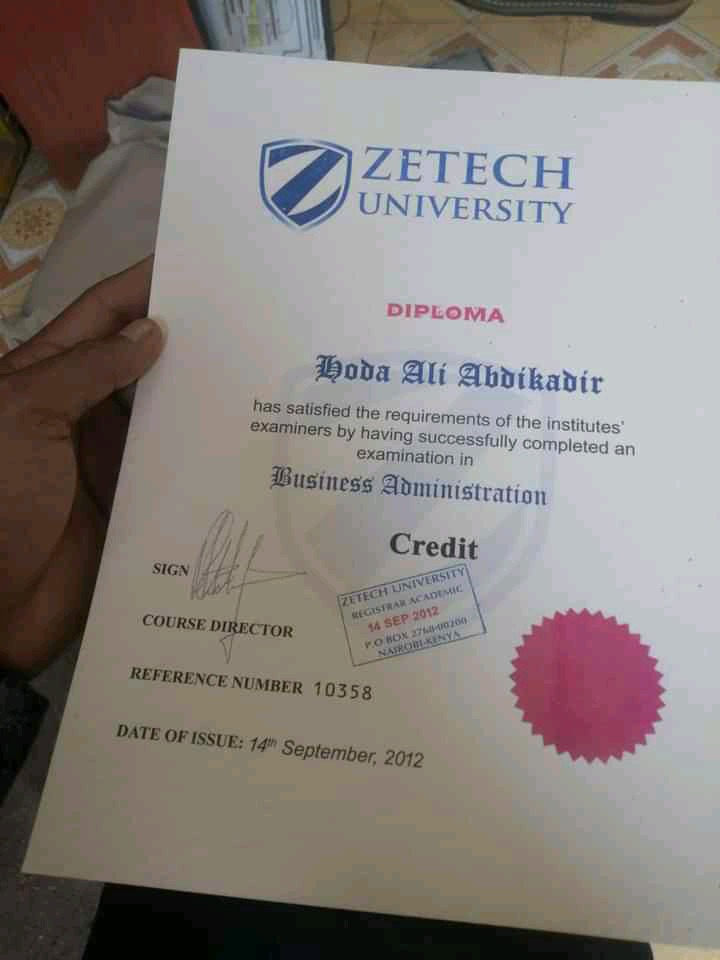 ZETECH
UNIVERSITY
DIPLOMA
Hoda Ali Abdikadir
has satisfied the requirements of the institutes'
examiners by having successfully completed an
examination in
Business Administration
Credit
SIGN
COURSE DIRECTOR
ZETECH UNIVERSITY
REGISTRAR ACADEMIC
14 SEP 2012
P.O BOX 2768-00200
NAIROBI-KENYA
REFERENCE NUMBER 10358
DATE OF ISSUE: 14th September, 2012